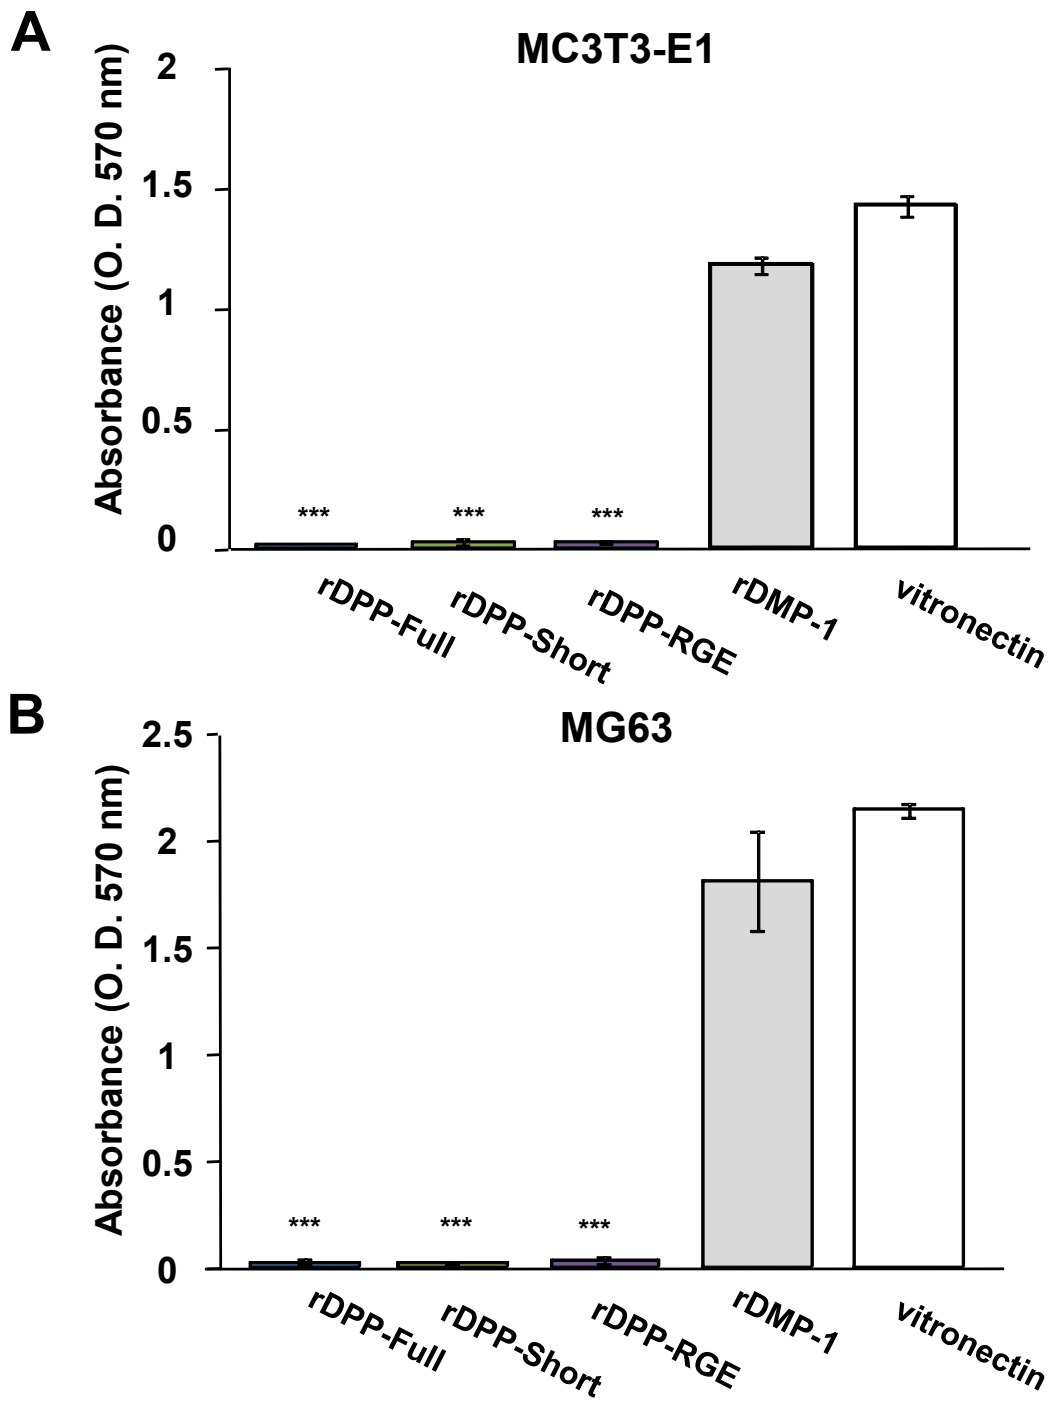 A
MC3T3-E1
Absorbance (O. D. 570 nm)
2
1.5
1
0.5
0
*** *** ***
rDPP-Full
rDPP-Short
rDPP-RGE
rDMP-1
vitronectin
B
MG63
Absorbance (O. D. 570 nm)
2.5
2
1.5
1
0.5
0
*** *** ***
rDPP-Full
rDPP-Short
rDPP-RGE
rDMP-1
vitronectin